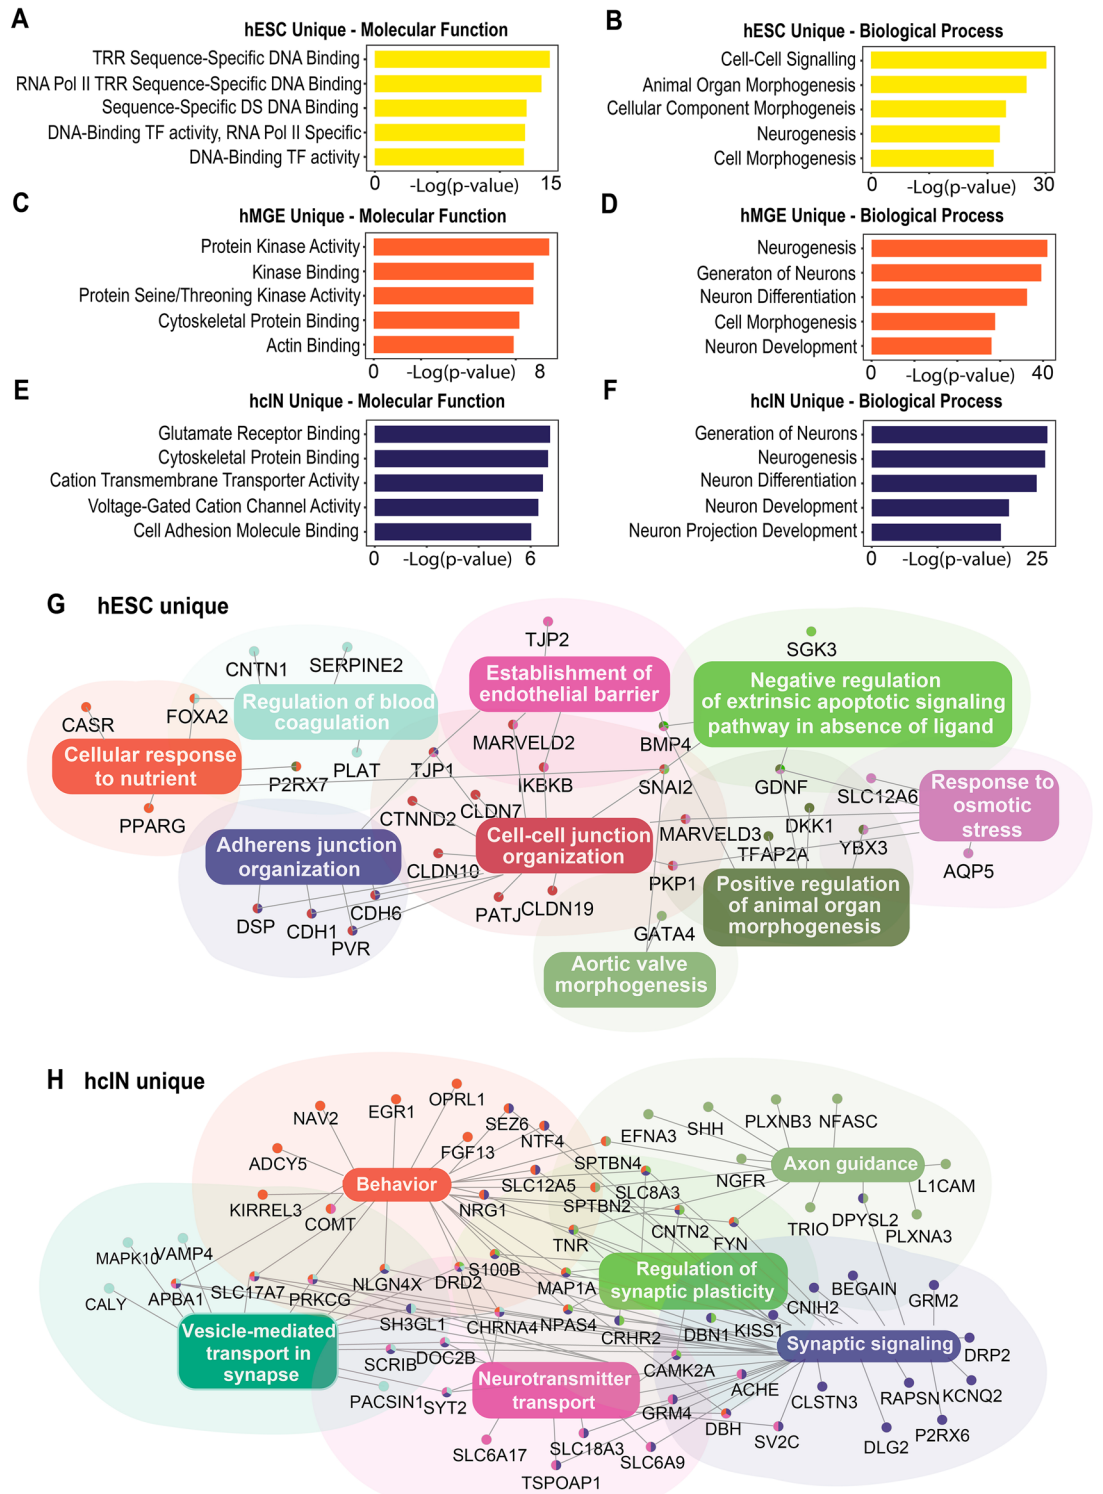 A
hESC Unique - Molecular Function
TRR Sequence-Specific DNA Binding
RNA Pol II TRR Sequence-Specific DNA Binding
Sequence-Specific DS DNA Binding
DNA-Binding TF activity, RNA Pol II Specific
DNA-Binding TF activity
0 -Log(p-value) 15
B
hESC Unique - Biological Process
Cell-Cell Signalling
Animal Organ Morphogenesis
Cellular Component Morphogeneis
Neurogenesis
Cell Morphogenesis
0 -Log(p-value) 30
C
hMGE Unique - Molecular Function
Protein Kinase Activity
Kinase Binding
Protein Seine/Threoning Kinase Activity
Cytoskeletal Protein Binding
Actin Binding
0 -Log(p-value) 8
D
hMGE Unique - Biological Process
Neurogenesis
Generaton of Neurons
Neuron Differentiation
Cell Morphogenesis
Neuron Development
0 -Log(p-value) 40
E
hcIN Unique - Molecular Function
Glutamate Receptor Binding
Cytoskeletal Protein Binding
Cation Transmembrane Transporter Activity
Voltage-Gated Cation Channel Activity
Cell Adhesion Molecule Binding
0 -Log(p-value) 6
F
hcIN Unique - Biological Process
Generation of Neurons
Neurogenesis
Neuron Differentiation
Neuron Development
Neuron Projection Development
0 -Log(p-value) 25
G hESC unique
TJP2
SGK3
CNTN1
SERPINE2
Establishment of
endothelial barrier
Negative regulation
of extrinsic apoptotic signaling
pathway in absence of ligand
Regulation of blood
coagulation
CASR
FOXA2
MARVELD2
BMP4
Cellular response
to nutrient
P2RX7
PLAT
TJP1
IKBKB
SNAI2
GDNF
SLC12A6
Response to
osmotic
stress
PPARG
CTNND2
CLDN7
MARVELD3
DKK1
Adherens junction
organization
Cell-cell junction
organization
TFAP2A
YBX3
CLDN10
AQP5
PKP1
Positive regulation
of animal organ
morphogenesis
DSP
CDH1
CDH6
PVR
PATJ
CLDN19
GATA4
Aortic valve
morphogenesis
H hcIN unique
NAV2
EGR1
OPRL1
SEZ6
NTF4
EFNA3
SHH
PLXNB3
NFASC
FGF13
ADCY5
Behavior
SLC12A5
SPTBN4
SLC8A3
NGFR
Axon guidance
L1CAM
KIRREL3
COMT
NRG1
SPTBN2
CNTN2
FYN
TRIO
DPYSL2
PLXNA3
MAPK10
VAMP4
TNR
CALY
APBA1
SLC17A7
PRKCG
NLGN4X
DRD2
S100B
MAP1A
Regulation of
synaptic plasticity
CNIH2
BEGAIN
GRM2
SH3GL1
CHRNA4
NPAS4
CRHR2
DBN1
KISS1
Vesicle-mediated
transport in
synapse
Synaptic signaling
DRP2
SCRIB
DOC2B
CAMK2A
PACSIN1
SYT2
Neurotransmitter
transport
ACHE
CLSTN3
RAPSN
KCNQ2
GRM4
DBH
SV2C
DLG2
P2RX6
SLC6A17
SLC18A3
SLC6A9
TSPOAP1